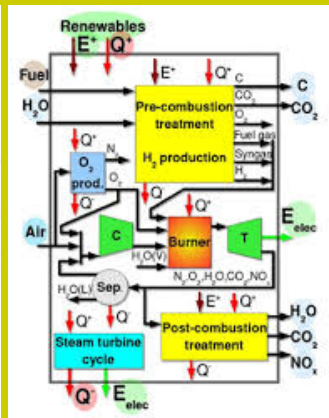 Renewables
E⁺ Q⁺
Fuel
H₂O
E⁺ Q⁺
Pre-combustion
treatment
H₂ production
C
CO₂
O₂
Fuel gas
Syngas
H₂
C
CO₂
Q⁺
O₂
prod.
N₂
O₂
Q⁻
Q⁻
Q⁺
Air
C
Burner
T
E elec
H₂O(V)
N₂,O₂,H₂O,CO₂,NOₓ
H₂O(L)
Sep.
Q⁺
Q⁻
E⁺ Q⁺
Steam turbine
cycle
Post-combustion
treatment
H₂O
CO₂
NOₓ
Q⁻
Q⁻
E elec